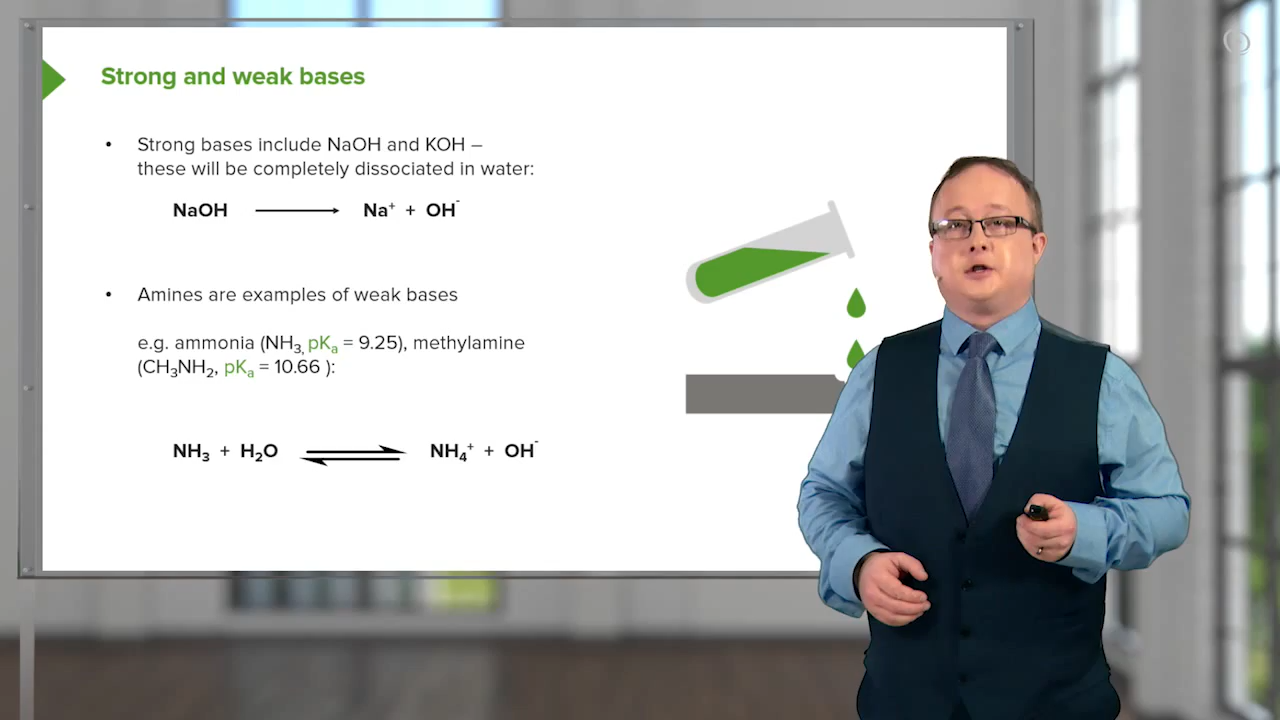 Strong and weak bases
• Strong bases include NaOH and KOH –
these will be completely dissociated in water:
NaOH ⟶ Na⁺ + OH⁻
• Amines are examples of weak bases
e.g. ammonia (NH₃, pKₐ = 9.25), methylamine
(CH₃NH₂, pKₐ = 10.66 ):
NH₃ + H₂O ⇌ NH₄⁺ + OH⁻